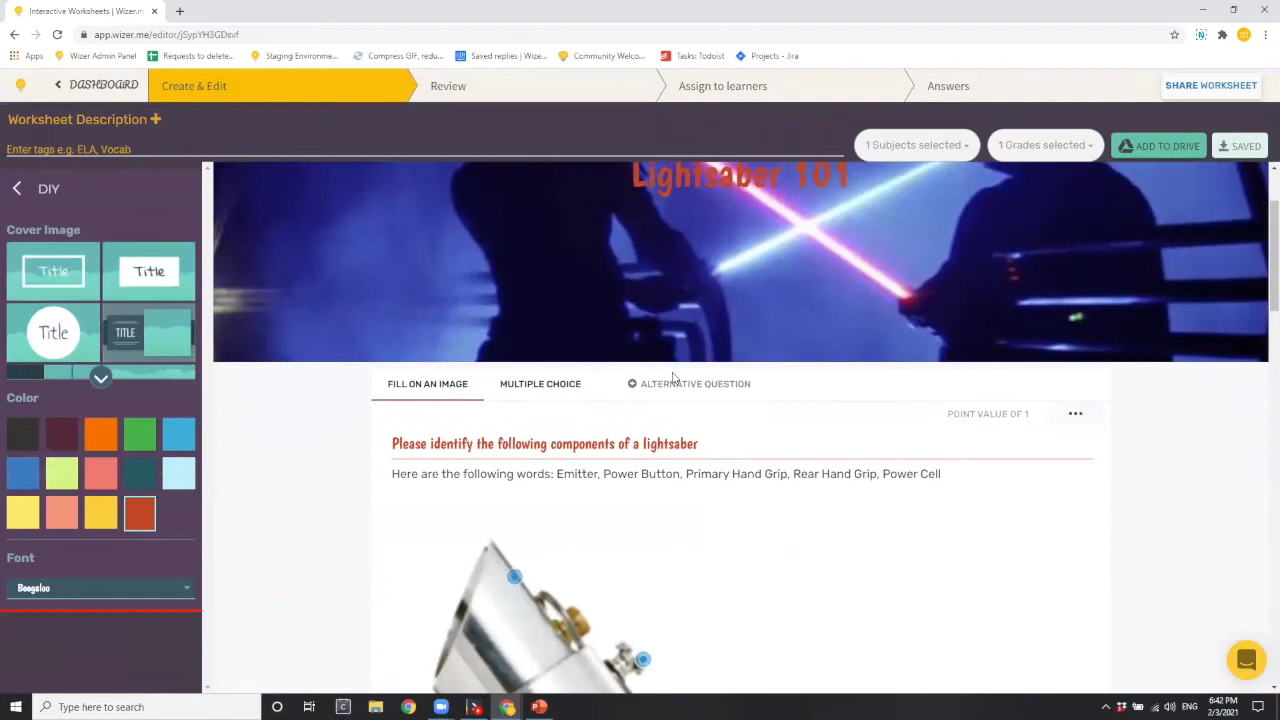 Interactive Worksheets | Wizer.m
app.wizer.me/editor/jSypYH3GDsvf
Apps Wizer Admin Panel Requests to delete... Staging Environme... Compress GIF, redu... Saved replies | Wize... Community Welco... Tasks: Todoist Projects - Jira
DASHBOARD Create & Edit Review Assign to learners Answers SHARE WORKSHEET
Worksheet Description
Enter tags e.g. ELA, Vocab
1 Subjects selected 1 Grades selected ADD TO DRIVE SAVED
DIY
Lightsaber 101
Cover Image
Title Title
Title TITLE
Color
FILL ON AN IMAGE MULTIPLE CHOICE ALTERNATIVE QUESTION
POINT VALUE OF 1
Please identify the following components of a lightsaber
Here are the following words: Emitter, Power Button, Primary Hand Grip, Rear Hand Grip, Power Cell
Font
Boogaloo
Type here to search
ENG
6:42 PM
2/3/2021